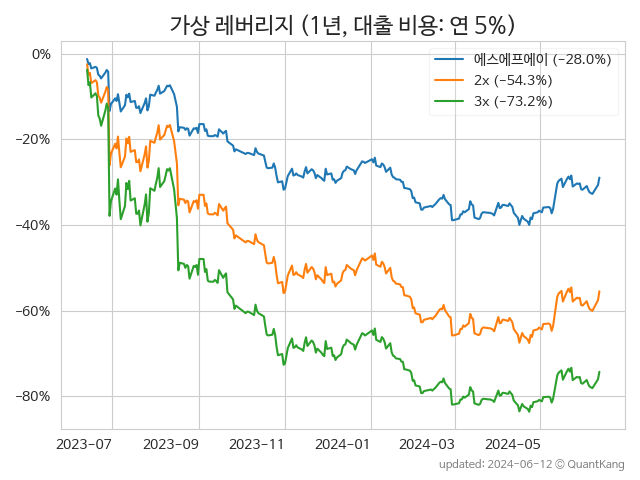 가상 레버리지 (1년, 대출 비용: 연 5%)
에스에프에이 (−28.0%)
2x (−54.3%)
3x (−73.2%)
0%
−20%
−40%
−60%
−80%
2023-07 2023-09 2023-11 2024-01 2024-03 2024-05
updated: 2024-06-12 © QuantKang